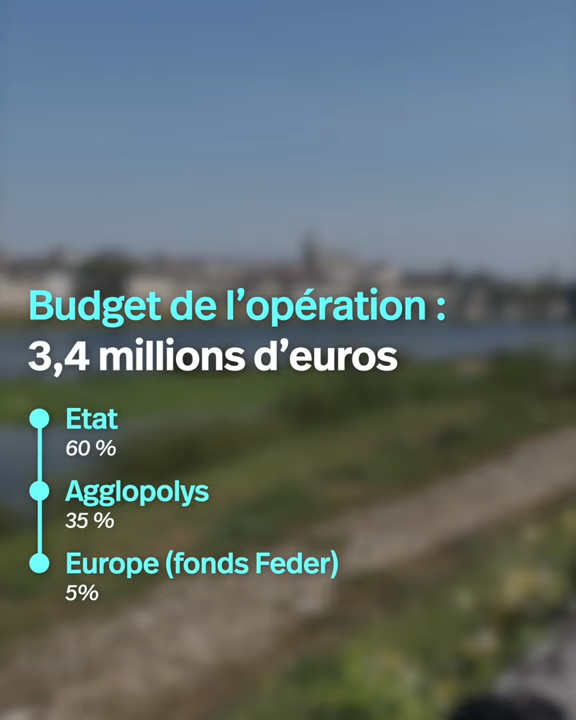 Budget de l’opération :
3,4 millions d’euros
Etat
60 %
Agglopolys
35 %
Europe (fonds Feder)
5%